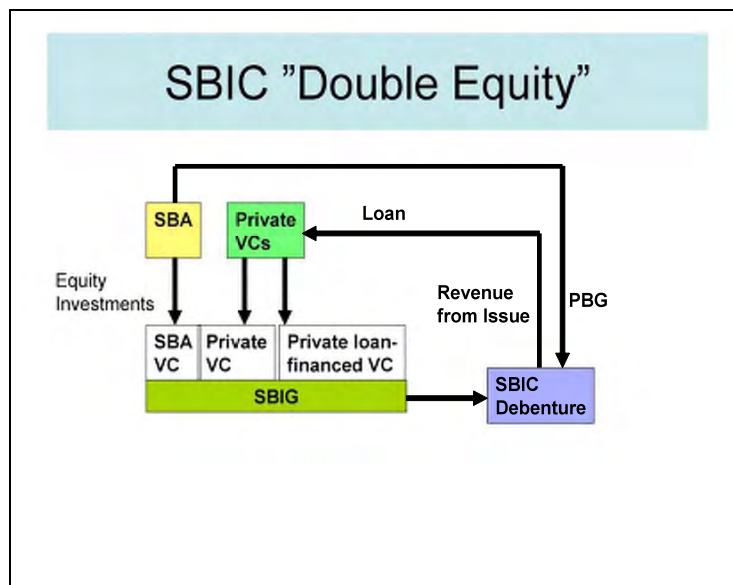 SBIC ”Double Equity”
SBA
Private
VCs
Loan
Equity
Investments
Revenue
from Issue
PBG
SBA
VC
Private
VC
Private loan-
financed VC
SBIG
SBIC
Debenture